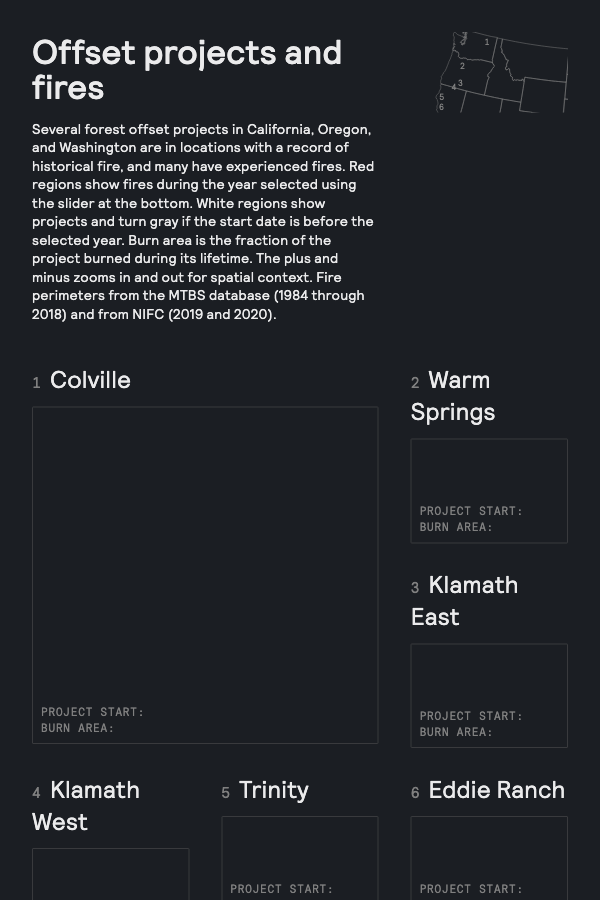 Offset projects and
fires
1
2
3
4
5
6
Several forest offset projects in California, Oregon,
and Washington are in locations with a record of
historical fire, and many have experienced fires. Red
regions show fires during the year selected using
the slider at the bottom. White regions show
projects and turn gray if the start date is before the
selected year. Burn area is the fraction of the
project burned during its lifetime. The plus and
minus zooms in and out for spatial context. Fire
perimeters from the MTBS database (1984 through
2018) and from NIFC (2019 and 2020).
1 Colville
PROJECT START:
BURN AREA:
2 Warm
Springs
PROJECT START:
BURN AREA:
3 Klamath
East
PROJECT START:
BURN AREA:
4 Klamath
West
5 Trinity
PROJECT START:
6 Eddie Ranch
PROJECT START: